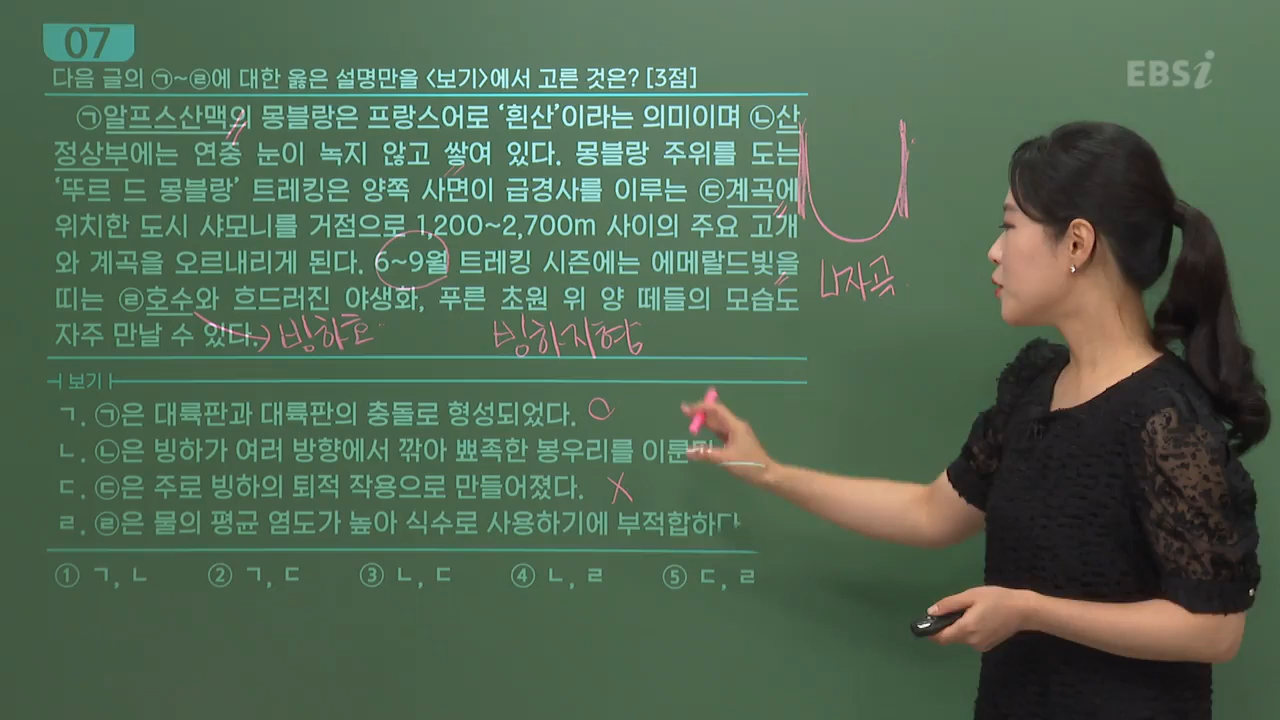 07
EBSi
다음 글의 ㉠~㉣에 대한 옳은 설명만을 <보기>에서 고른 것은? [3점]
㉠알프스산맥의 몽블랑은 프랑스어로 ‘흰산’이라는 의미이며 ㉡산
정상부에는 연중 눈이 녹지 않고 쌓여 있다. 몽블랑 주위를 도는
‘뚜르 드 몽블랑’ 트레킹은 양쪽 사면이 급경사를 이루는 ㉢계곡에
위치한 도시 샤모니를 거점으로 1,200~2,700m 사이의 주요 고개
와 계곡을 오르내리게 된다. 6~9월 트레킹 시즌에는 에메랄드빛을
띠는 ㉣호수와 흐드러진 야생화, 푸른 초원 위 양 떼들의 모습도
자주 만날 수 있다.
빙하호
빙하지형
U자곡
보기
ㄱ. ㉠은 대륙판과 대륙판의 충돌로 형성되었다. O
ㄴ. ㉡은 빙하가 여러 방향에서 깎아 뾰족한 봉우리를
ㄷ. ㉢은 주로 빙하의 퇴적 작용으로 만들어졌다. X
ㄹ. ㉣은 물의 평균 염도가 높아 식수로 사용하기에 부적합하다
① ㄱ, ㄴ ② ㄱ, ㄷ ③ ㄴ, ㄷ ④ ㄴ, ㄹ ⑤ ㄷ, ㄹ